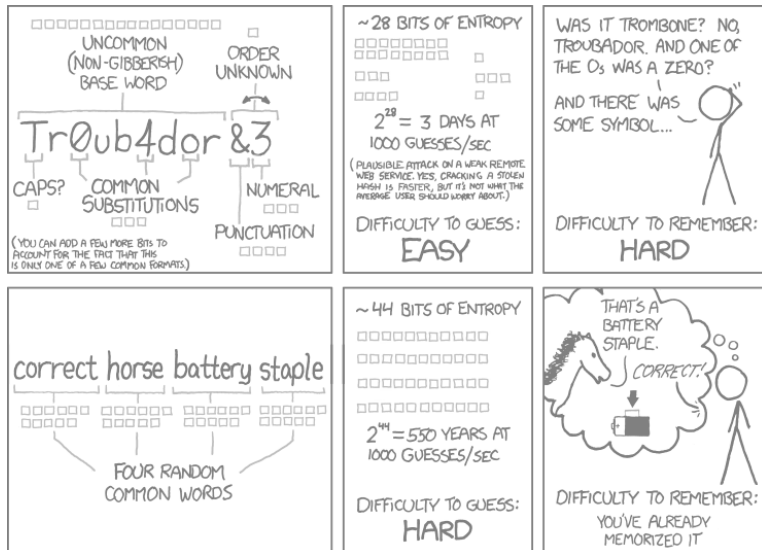 UNCOMMON
(NON-GIBBERISH)
BASE WORD
ORDER
UNKNOWN
Tr0ub4dor &3
CAPS?
COMMON
SUBSTITUTIONS
NUMERAL
PUNCTUATION
(YOU CAN ADD A FEW MORE BITS TO
ACCOUNT FOR THE FACT THAT THIS
IS ONLY ONE OF A FEW COMMON FORMATS.)
~28 BITS OF ENTROPY
2^28 = 3 DAYS AT
1000 GUESSES/SEC
(PLAUSIBLE ATTACK ON A WEAK REMOTE
WEB SERVICE. YES, CRACKING A STOLEN
HASH IS FASTER, BUT IT'S NOT WHAT THE
AVERAGE USER SHOULD WORRY ABOUT.)
DIFFICULTY TO GUESS:
EASY
WAS IT TROMBONE? NO,
TROUBADOR. AND ONE OF
THE Os WAS A ZERO?
AND THERE WAS
SOME SYMBOL...
DIFFICULTY TO REMEMBER:
HARD
correct horse battery staple
FOUR RANDOM
COMMON WORDS
~44 BITS OF ENTROPY
2^44 = 550 YEARS AT
1000 GUESSES/SEC
DIFFICULTY TO GUESS:
HARD
THAT'S A
BATTERY
STAPLE.
CORRECT!
DIFFICULTY TO REMEMBER:
YOU'VE ALREADY
MEMORIZED IT